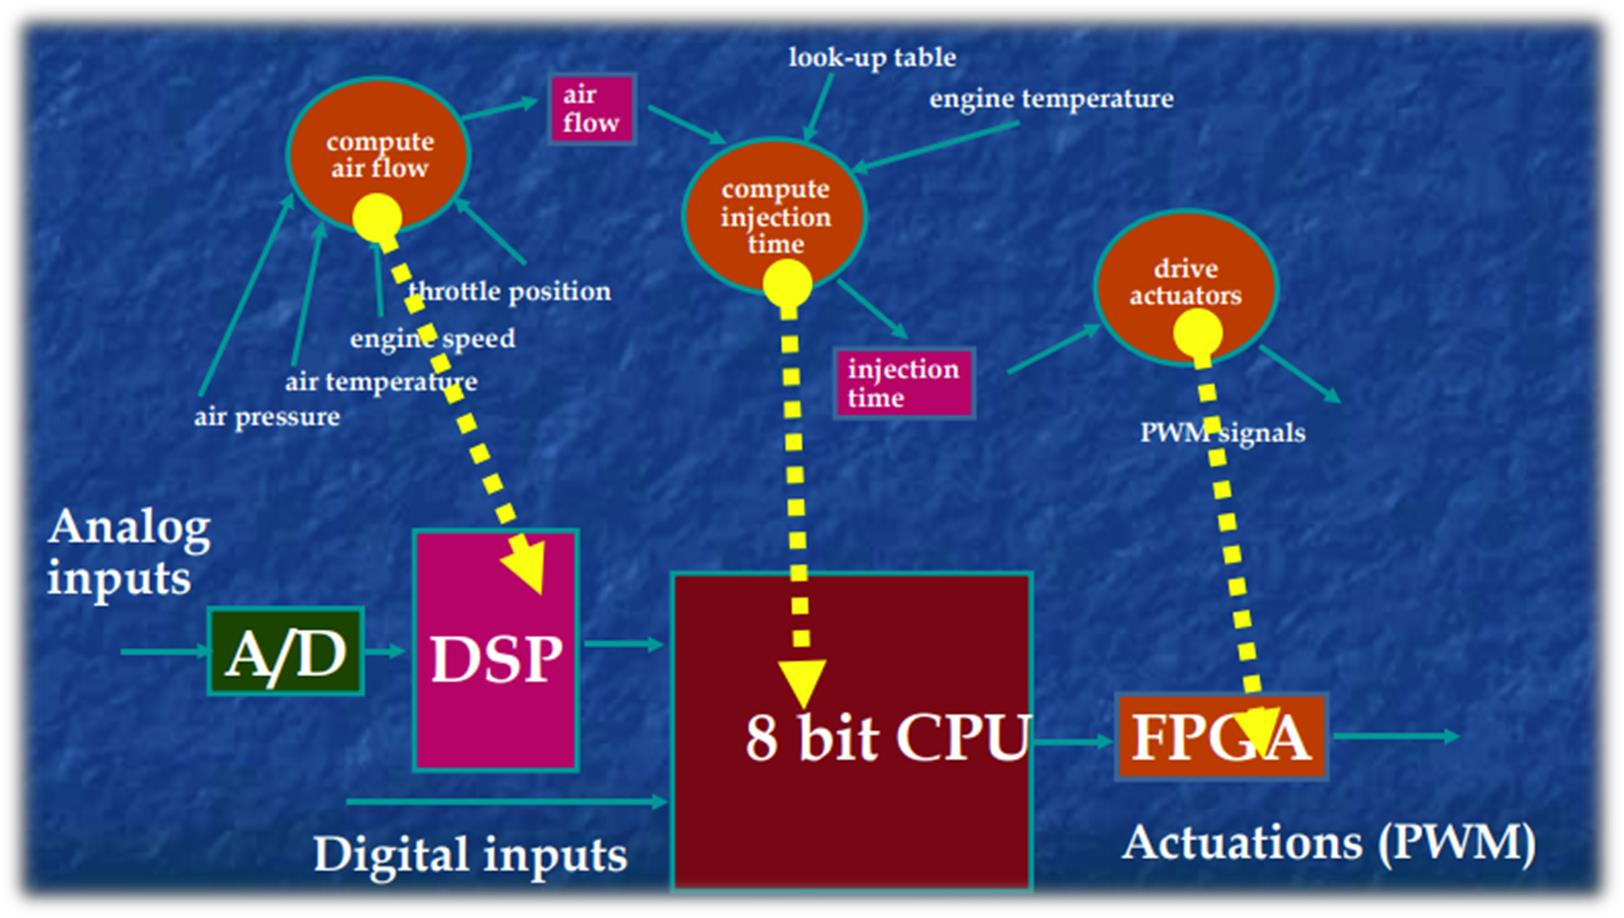 look-up table
engine temperature
air
flow
compute
air flow
compute
injection
time
drive
actuators
throttle position
engine speed
air temperature
air pressure
injection
time
PWM signals
Analog
inputs
A/D
DSP
8 bit CPU
FPGA
Digital inputs
Actuations (PWM)